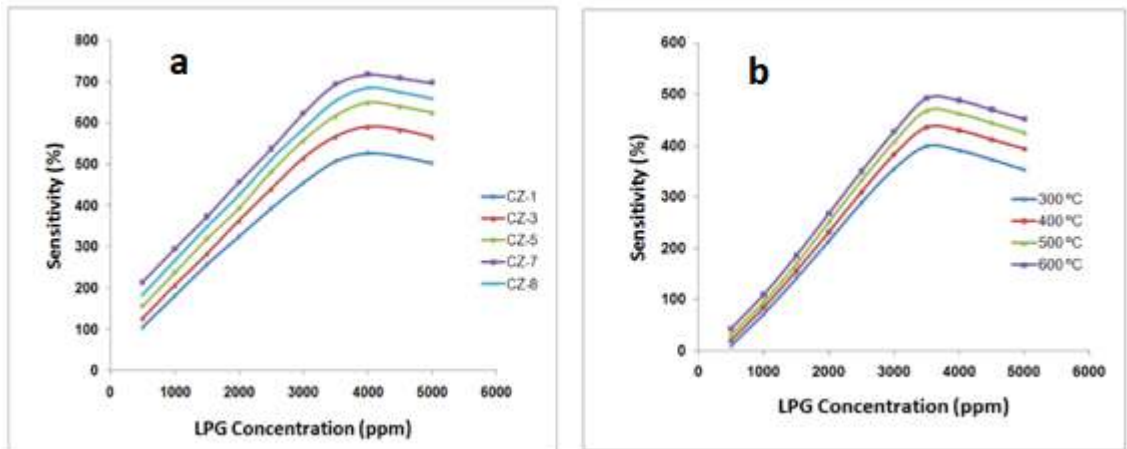 a
800
700
600
500
400
300
200
100
0
Sensitivity (%)
0 1000 2000 3000 4000 5000 6000
LPG Concentration (ppm)
CZ-1
CZ-3
CZ-5
CZ-7
CZ-8
b
600
500
400
300
200
100
0
Sensitivity (%)
0 1000 2000 3000 4000 5000 6000
LPG Concentration (ppm)
300 ºC
400 ºC
500 ºC
600 ºC